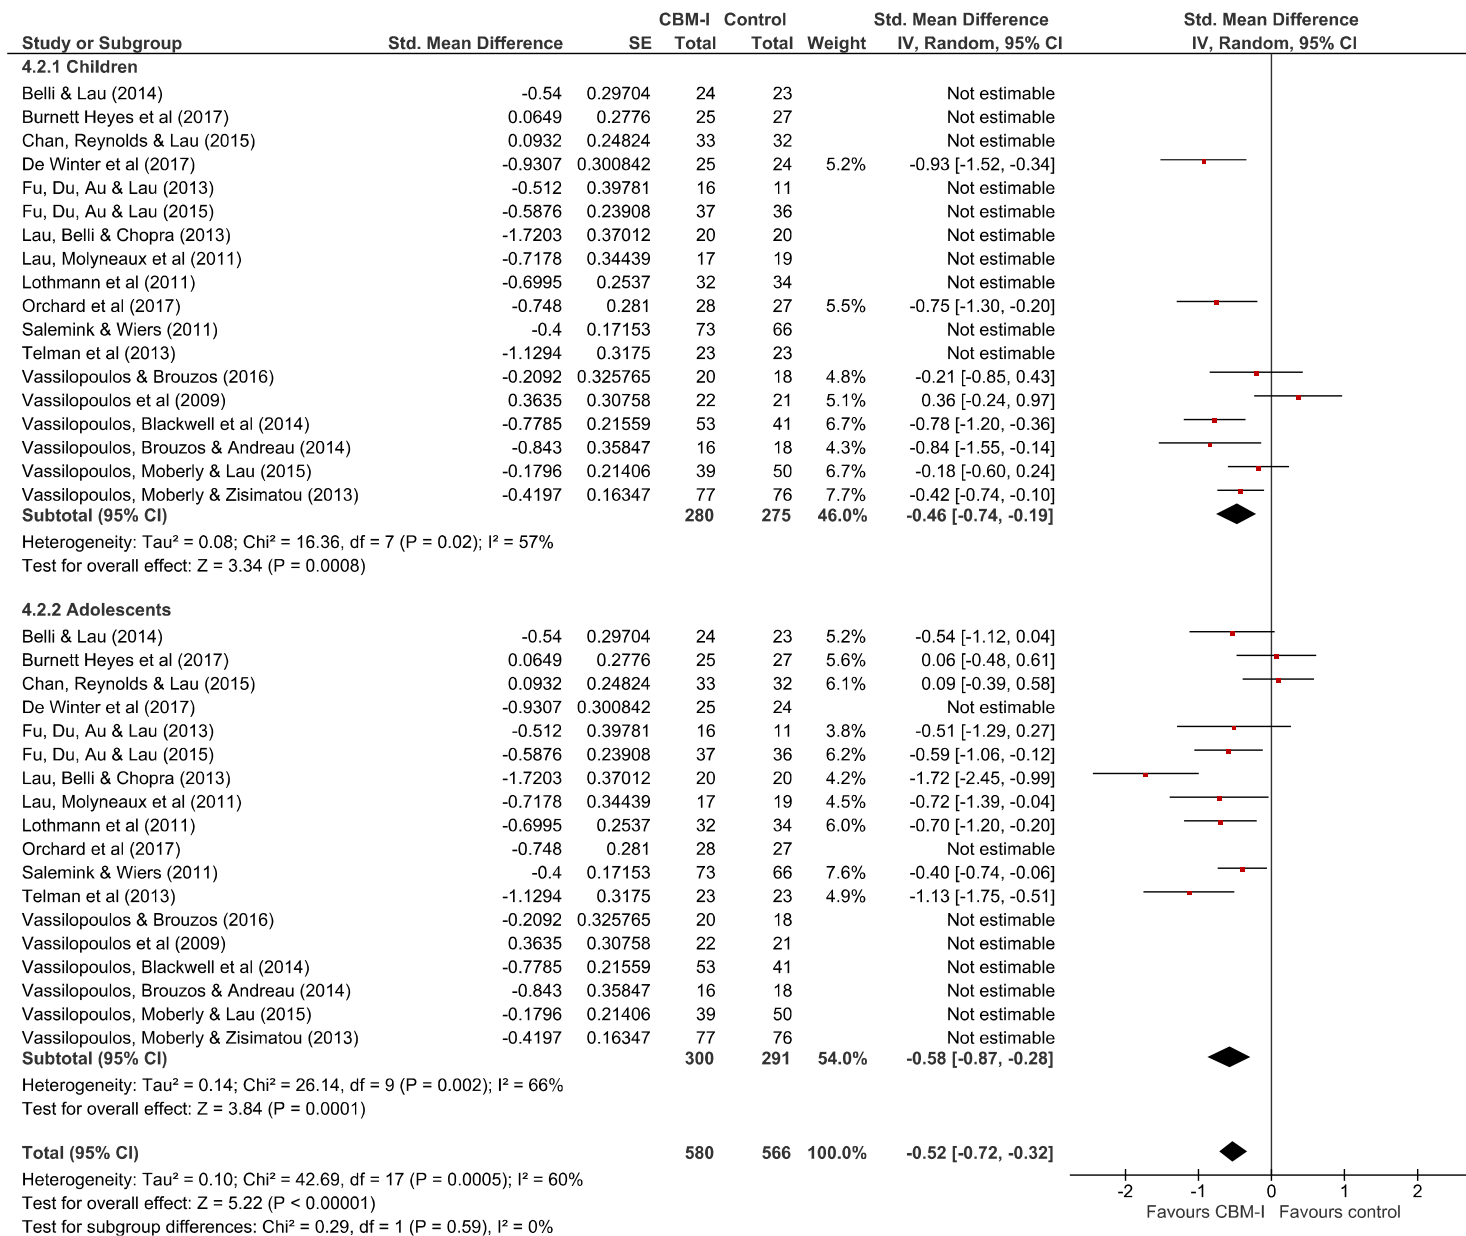 CBM-I Control Std. Mean Difference Std. Mean Difference
Study or Subgroup Std. Mean Difference SE Total Total Weight IV, Random, 95% CI IV, Random, 95% CI
4.2.1 Children
Belli & Lau (2014) -0.54 0.29704 24 23 Not estimable
Burnett Heyes et al (2017) 0.0649 0.2776 25 27 Not estimable
Chan, Reynolds & Lau (2015) 0.0932 0.24824 33 32 Not estimable
De Winter et al (2017) -0.9307 0.300842 25 24 5.2% -0.93 [-1.52, -0.34]
Fu, Du, Au & Lau (2013) -0.512 0.39781 16 11 Not estimable
Fu, Du, Au & Lau (2015) -0.5876 0.23908 37 36 Not estimable
Lau, Belli & Chopra (2013) -1.7203 0.37012 20 20 Not estimable
Lau, Molyneaux et al (2011) -0.7178 0.34439 17 19 Not estimable
Lothmann et al (2011) -0.6995 0.2537 32 34 Not estimable
Orchard et al (2017) -0.748 0.281 28 27 5.5% -0.75 [-1.30, -0.20]
Salemink & Wiers (2011) -0.4 0.17153 73 66 Not estimable
Telman et al (2013) -1.1294 0.3175 23 23 Not estimable
Vassilopoulos & Brouzos (2016) -0.2092 0.325765 20 18 4.8% -0.21 [-0.85, 0.43]
Vassilopoulos et al (2009) 0.3635 0.30758 22 21 5.1% 0.36 [-0.24, 0.97]
Vassilopoulos, Blackwell et al (2014) -0.7785 0.21559 53 41 6.7% -0.78 [-1.20, -0.36]
Vassilopoulos, Brouzos & Andreau (2014) -0.843 0.35847 16 18 4.3% -0.84 [-1.55, -0.14]
Vassilopoulos, Moberly & Lau (2015) -0.1796 0.21406 39 50 6.7% -0.18 [-0.60, 0.24]
Vassilopoulos, Moberly & Zisimatou (2013) -0.4197 0.16347 77 76 7.7% -0.42 [-0.74, -0.10]
Subtotal (95% CI) 280 275 46.0% -0.46 [-0.74, -0.19]
Heterogeneity: Tau² = 0.08; Chi² = 16.36, df = 7 (P = 0.02); I² = 57%
Test for overall effect: Z = 3.34 (P = 0.0008)
4.2.2 Adolescents
Belli & Lau (2014) -0.54 0.29704 24 23 5.2% -0.54 [-1.12, 0.04]
Burnett Heyes et al (2017) 0.0649 0.2776 25 27 5.6% 0.06 [-0.48, 0.61]
Chan, Reynolds & Lau (2015) 0.0932 0.24824 33 32 6.1% 0.09 [-0.39, 0.58]
De Winter et al (2017) -0.9307 0.300842 25 24 Not estimable
Fu, Du, Au & Lau (2013) -0.512 0.39781 16 11 3.8% -0.51 [-1.29, 0.27]
Fu, Du, Au & Lau (2015) -0.5876 0.23908 37 36 6.2% -0.59 [-1.06, -0.12]
Lau, Belli & Chopra (2013) -1.7203 0.37012 20 20 4.2% -1.72 [-2.45, -0.99]
Lau, Molyneaux et al (2011) -0.7178 0.34439 17 19 4.5% -0.72 [-1.39, -0.04]
Lothmann et al (2011) -0.6995 0.2537 32 34 6.0% -0.70 [-1.20, -0.20]
Orchard et al (2017) -0.748 0.281 28 27 Not estimable
Salemink & Wiers (2011) -0.4 0.17153 73 66 7.6% -0.40 [-0.74, -0.06]
Telman et al (2013) -1.1294 0.3175 23 23 4.9% -1.13 [-1.75, -0.51]
Vassilopoulos & Brouzos (2016) -0.2092 0.325765 20 18 Not estimable
Vassilopoulos et al (2009) 0.3635 0.30758 22 21 Not estimable
Vassilopoulos, Blackwell et al (2014) -0.7785 0.21559 53 41 Not estimable
Vassilopoulos, Brouzos & Andreau (2014) -0.843 0.35847 16 18 Not estimable
Vassilopoulos, Moberly & Lau (2015) -0.1796 0.21406 39 50 Not estimable
Vassilopoulos, Moberly & Zisimatou (2013) -0.4197 0.16347 77 76 Not estimable
Subtotal (95% CI) 300 291 54.0% -0.58 [-0.87, -0.28]
Heterogeneity: Tau² = 0.14; Chi² = 26.14, df = 9 (P = 0.002); I² = 66%
Test for overall effect: Z = 3.84 (P = 0.0001)
Total (95% CI) 580 566 100.0% -0.52 [-0.72, -0.32]
Heterogeneity: Tau² = 0.10; Chi² = 42.69, df = 17 (P = 0.0005); I² = 60%
Test for overall effect: Z = 5.22 (P < 0.00001)
Test for subgroup differences: Chi² = 0.29, df = 1 (P = 0.59), I² = 0%
-2 -1 0 1 2
Favours CBM-I Favours control